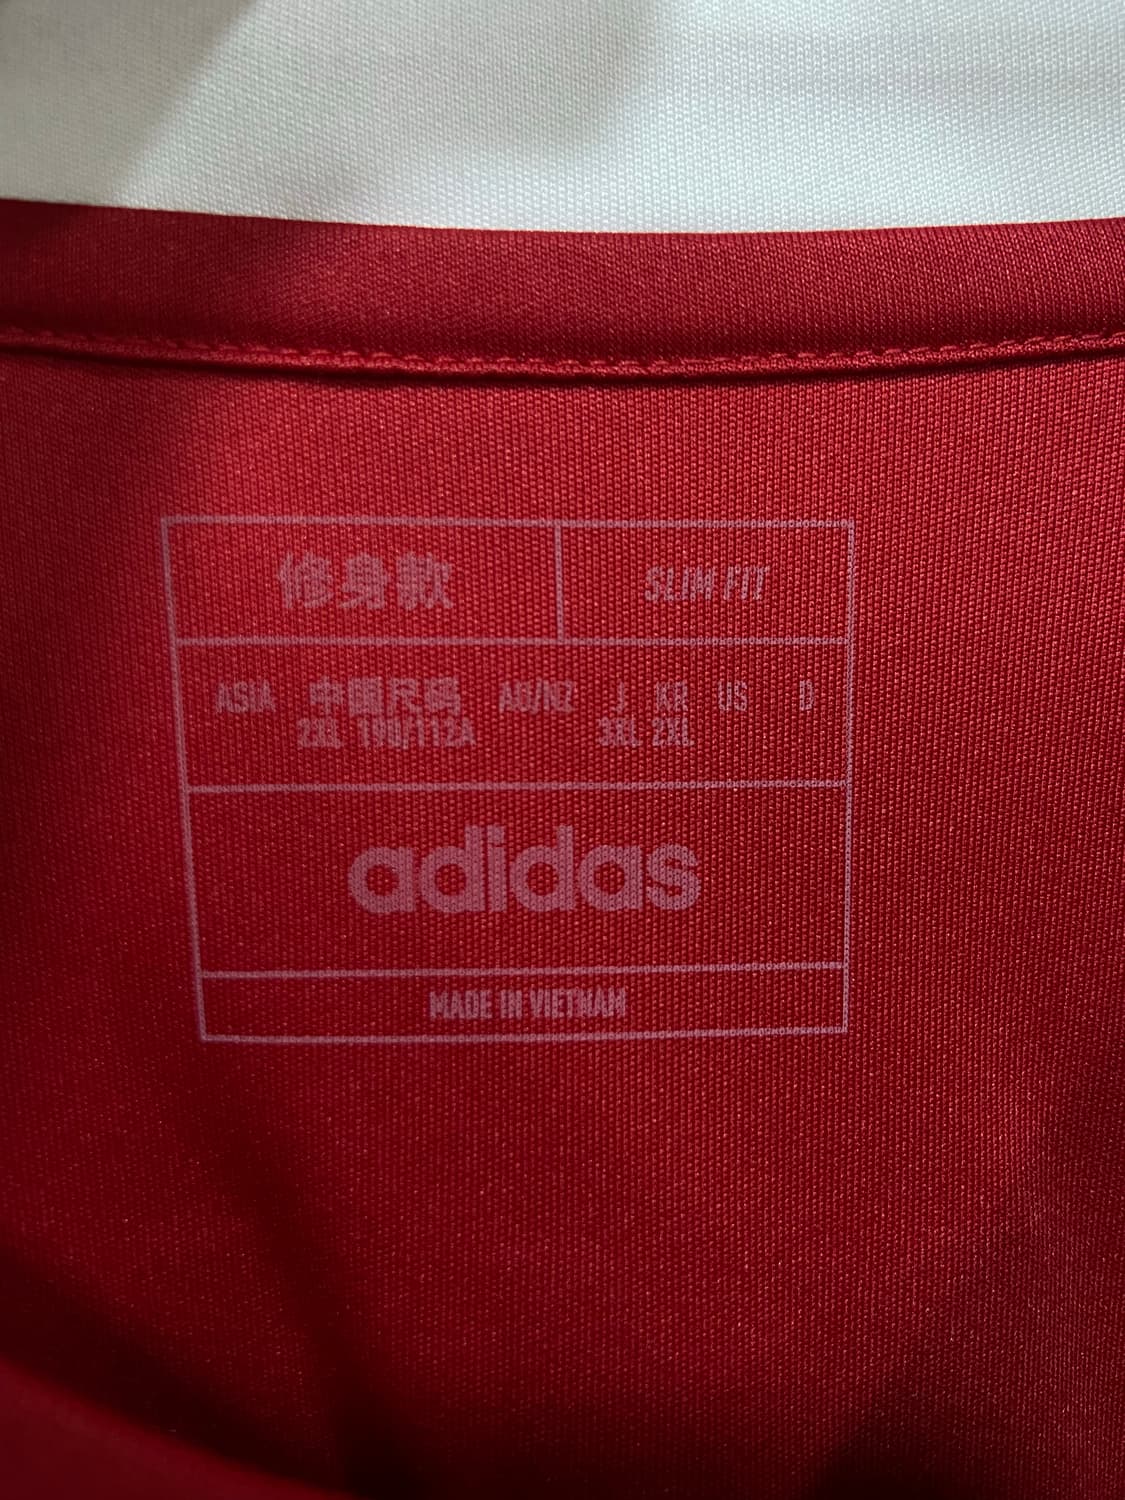 修身款 SLIM FIT
ASIA 中國尺码 AU/NZ J KR US D
2XL 190/112A 3XL 2XL
adidas
MADE IN VIETNAM